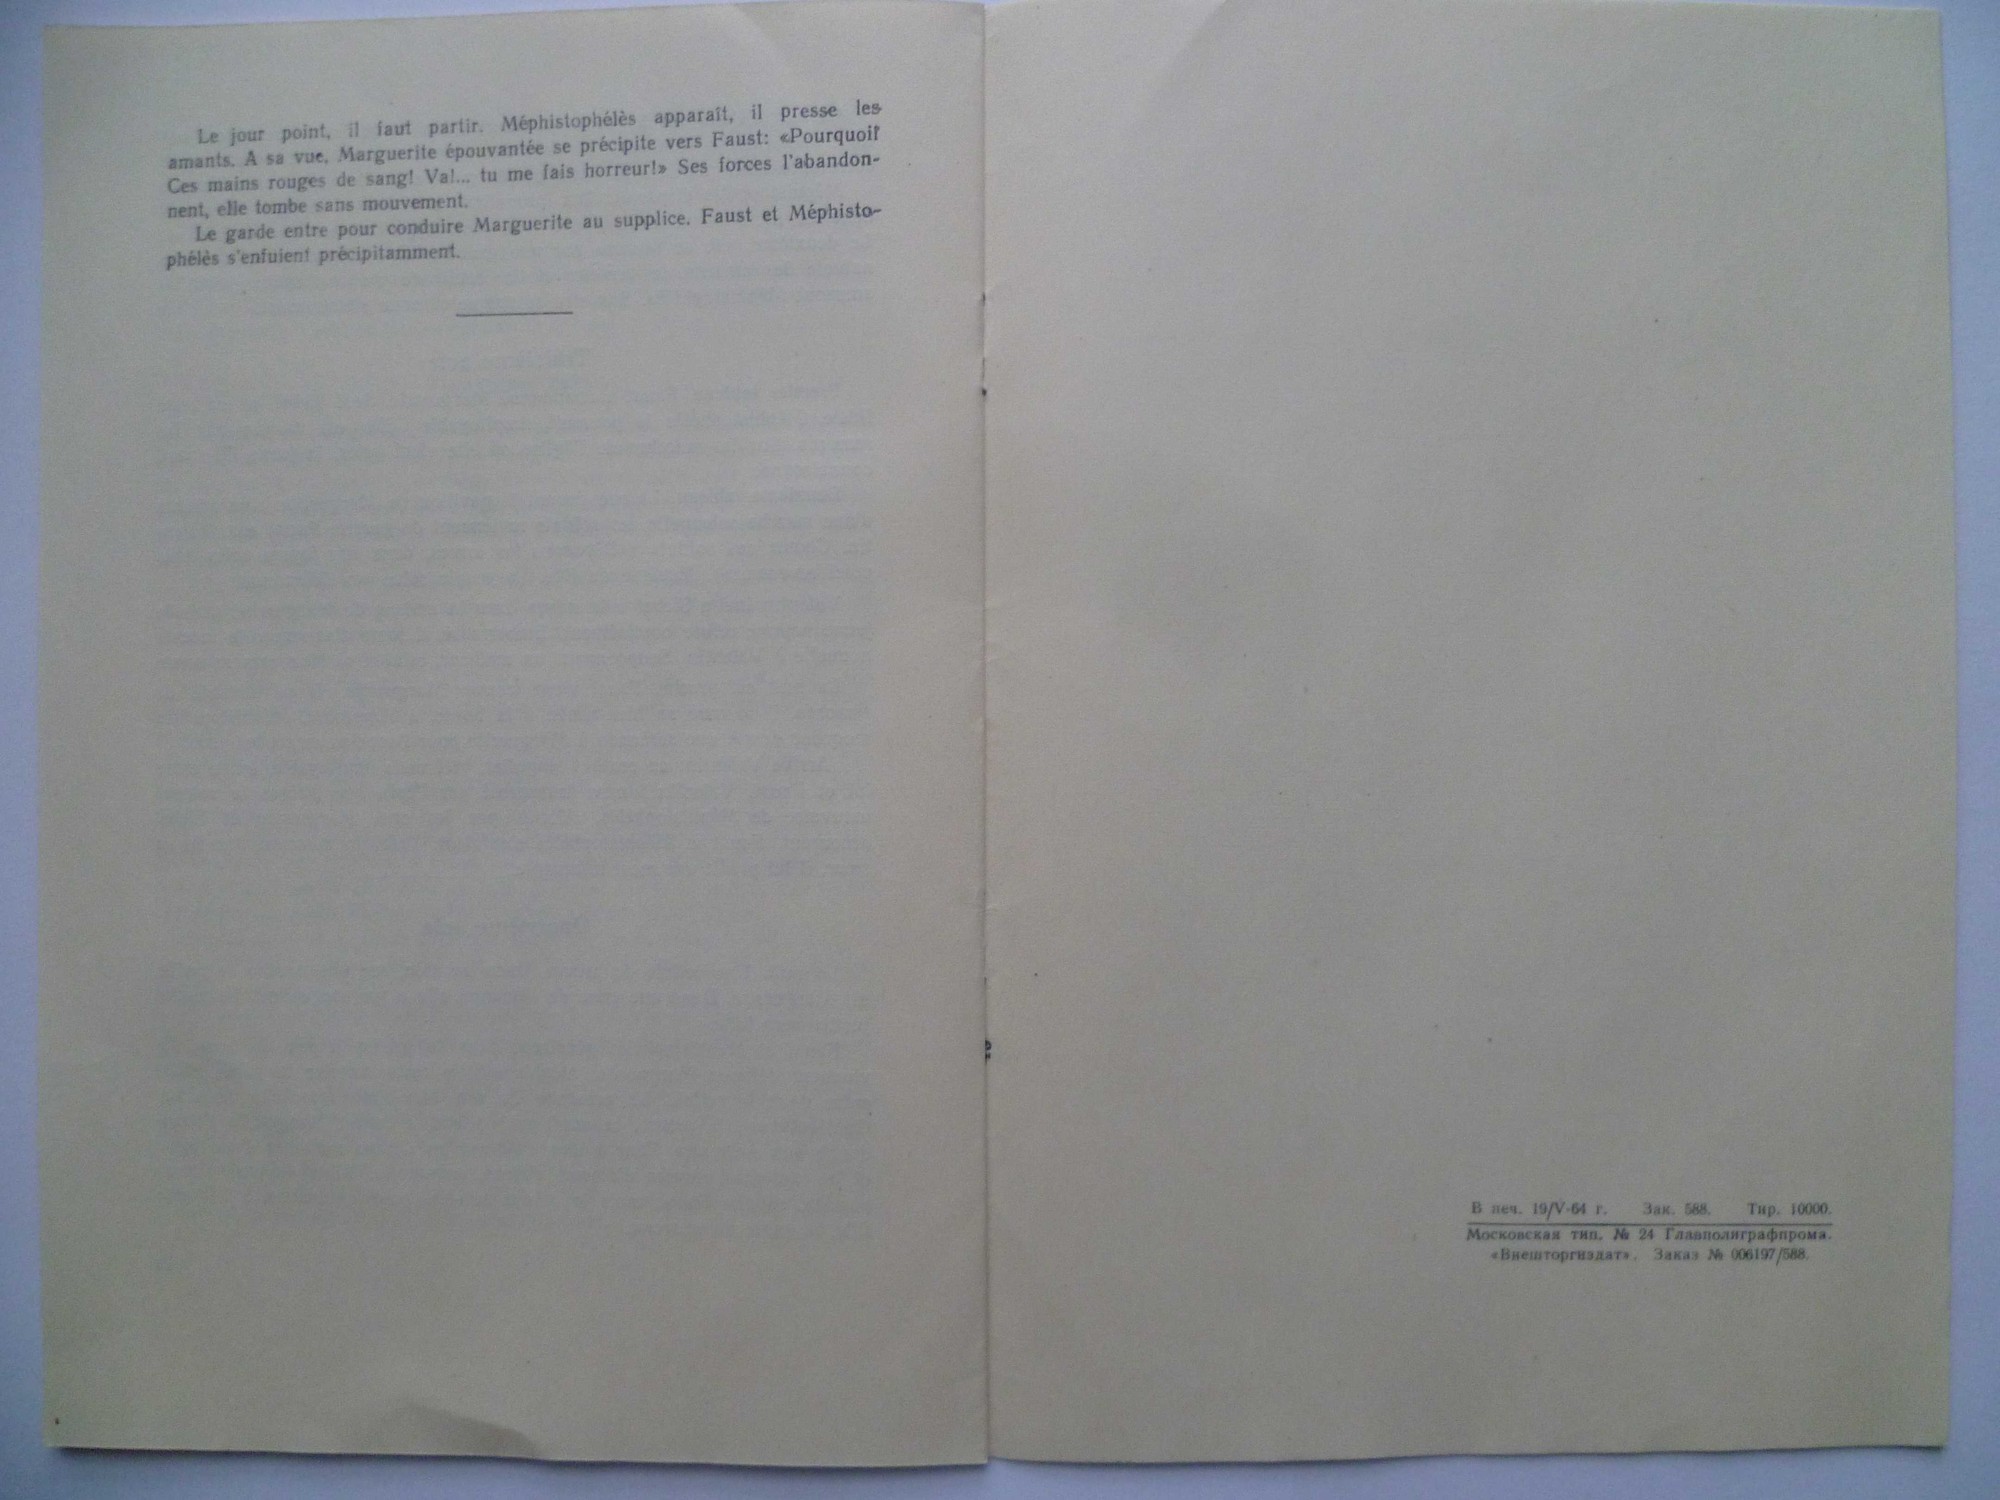 Le jour point, il faut partir. Méphistophélès apparaît, il presse les
amants. A sa vue, Marguerite épouvantée se précipite vers Faust: «Pourquoi!
Ces mains rouges de sang! Va!... tu me fais horreur!» Ses forces l'abandon-
nent, elle tombe sans mouvement.
Le garde entre pour conduire Marguerite au supplice. Faust et Méphisto-
phélès s'enfuient précipitamment.
В печ. 19/V-64 г. Зак. 588. Тир. 10000.
Московская тип. № 24 Главполиграфпрома.
«Внешторгиздат». Заказ № 006197/588.